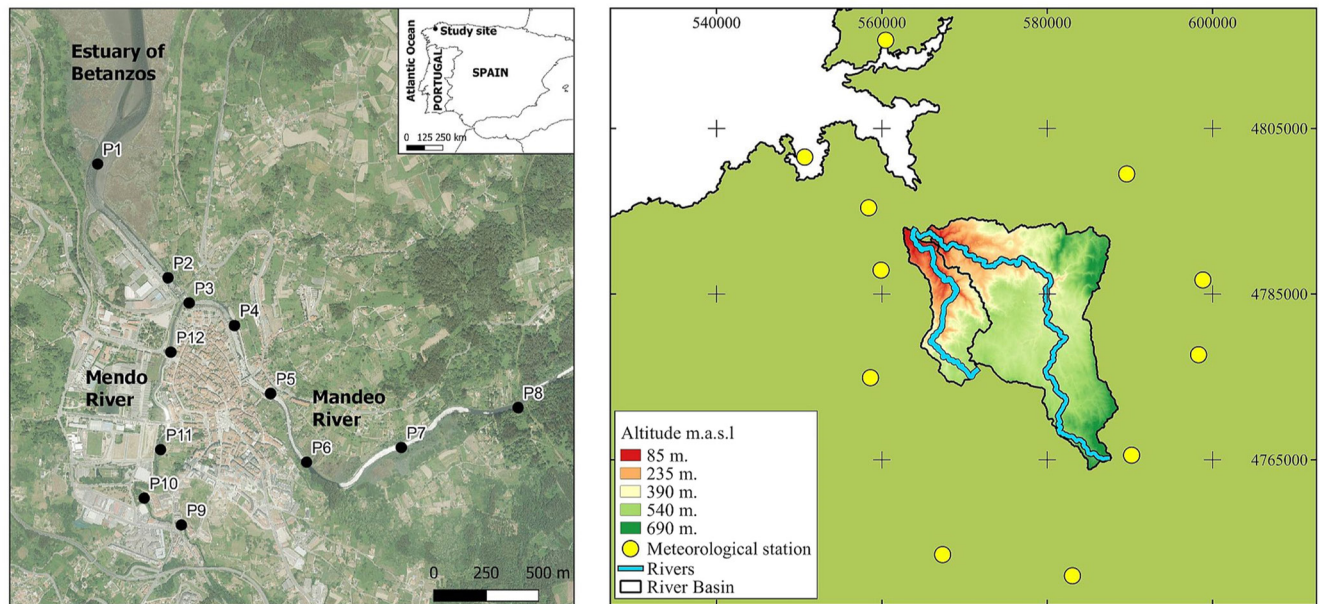 Estuary of
Betanzos
P1
P2
P3
P4
P12
P5
Mendo
River
Mandeo
River
P8
P7
P6
P11
P10
P9
0 250 500 m
Atlantic Ocean
Study site
PORTUGAL
SPAIN
0 125 250 km
540000 560000 580000 600000
4805000
4785000
4765000
Altitude m.a.s.l
85 m.
235 m.
390 m.
540 m.
690 m.
Meteorological station
Rivers
River Basin